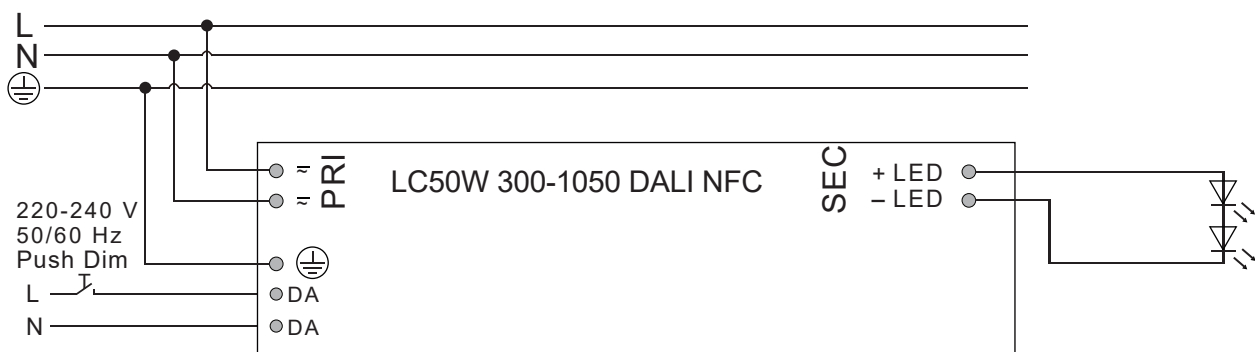 L
N
≂ PRI
LC50W 300-1050 DALI NFC
SEC
+ LED
≂
– LED
220-240 V
50/60 Hz
Push Dim
L
DA
N
DA